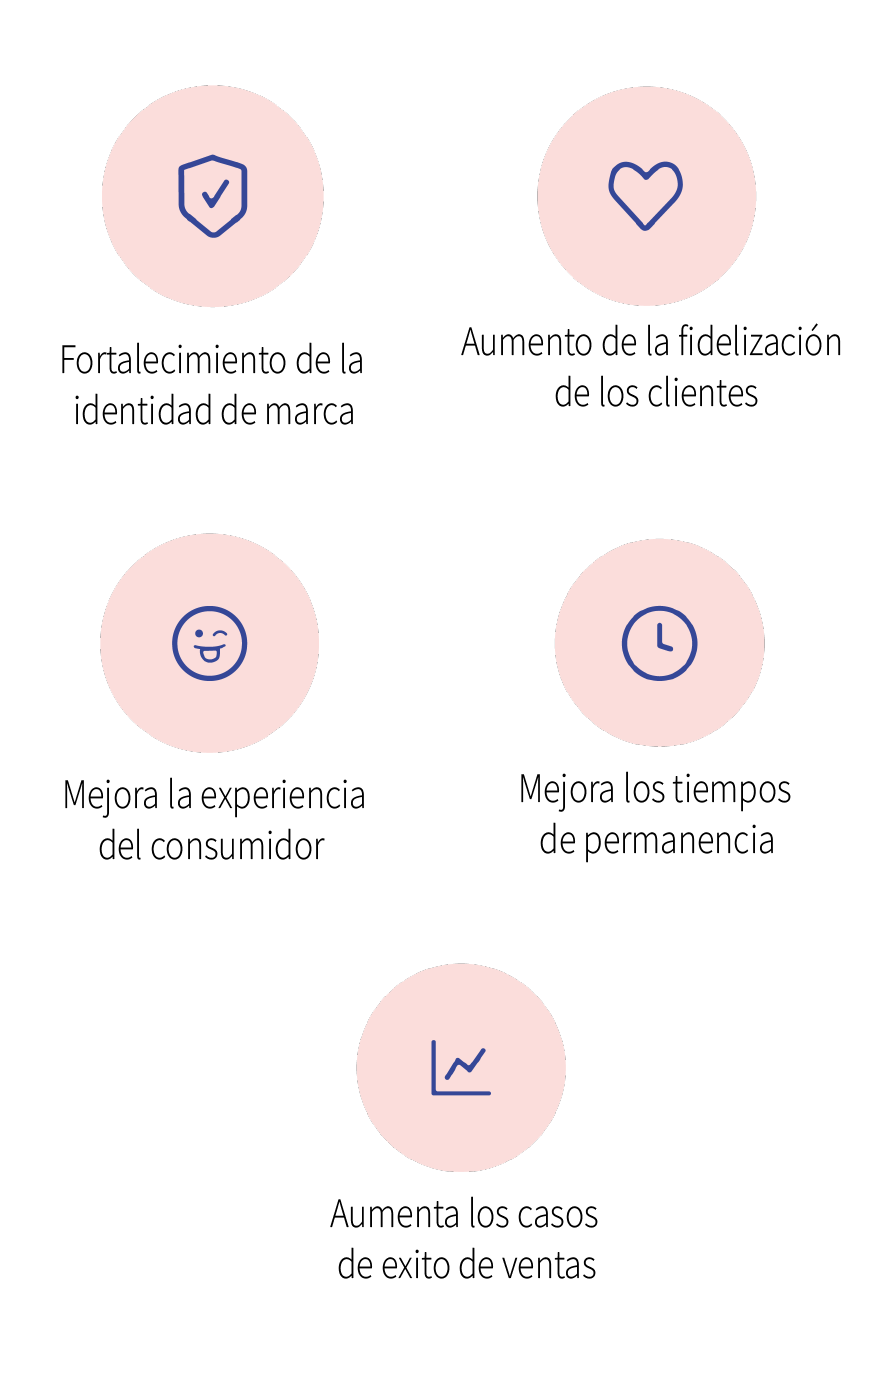 Fortalecimiento de la
identidad de marca
Aumento de la fidelización
de los clientes
Mejora la experiencia
del consumidor
Mejora los tiempos
de permanencia
Aumenta los casos
de exito de ventas